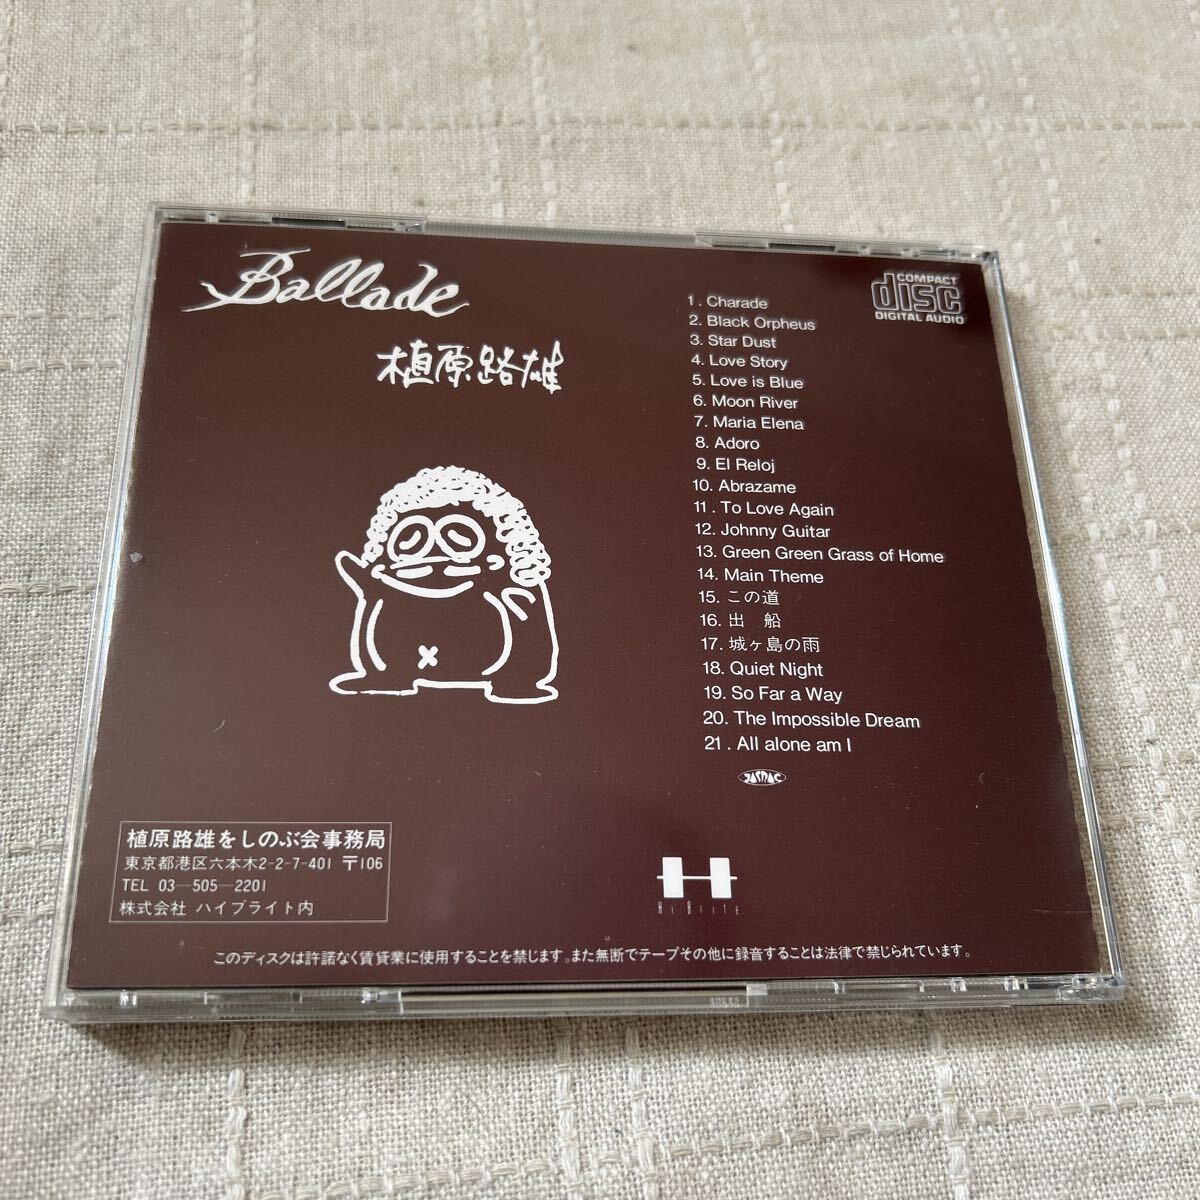 Ballade
植原路雄
COMPACT
disc
DIGITAL AUDIO
1. Charade
2. Black Orpheus
3. Star Dust
4. Love Story
5. Love is Blue
6. Moon River
7. Maria Elena
8. Adoro
9. El Reloj
10. Abrazame
11. To Love Again
12. Johnny Guitar
13. Green Green Grass of Home
14. Main Theme
15. この道
16. 出　船
17. 城ヶ島の雨
18. Quiet Night
19. So Far a Way
20. The Impossible Dream
21. All alone am I
JASRAC
植原路雄をしのぶ会事務局
東京都港区六本木2-2-7-401 〒106
TEL 03―505―2201
株式会社 ハイブライト内
HI BRITE
このディスクは許諾なく賃貸業に使用することを禁じます。また無断でテープその他に録音することは法律で禁じられています。